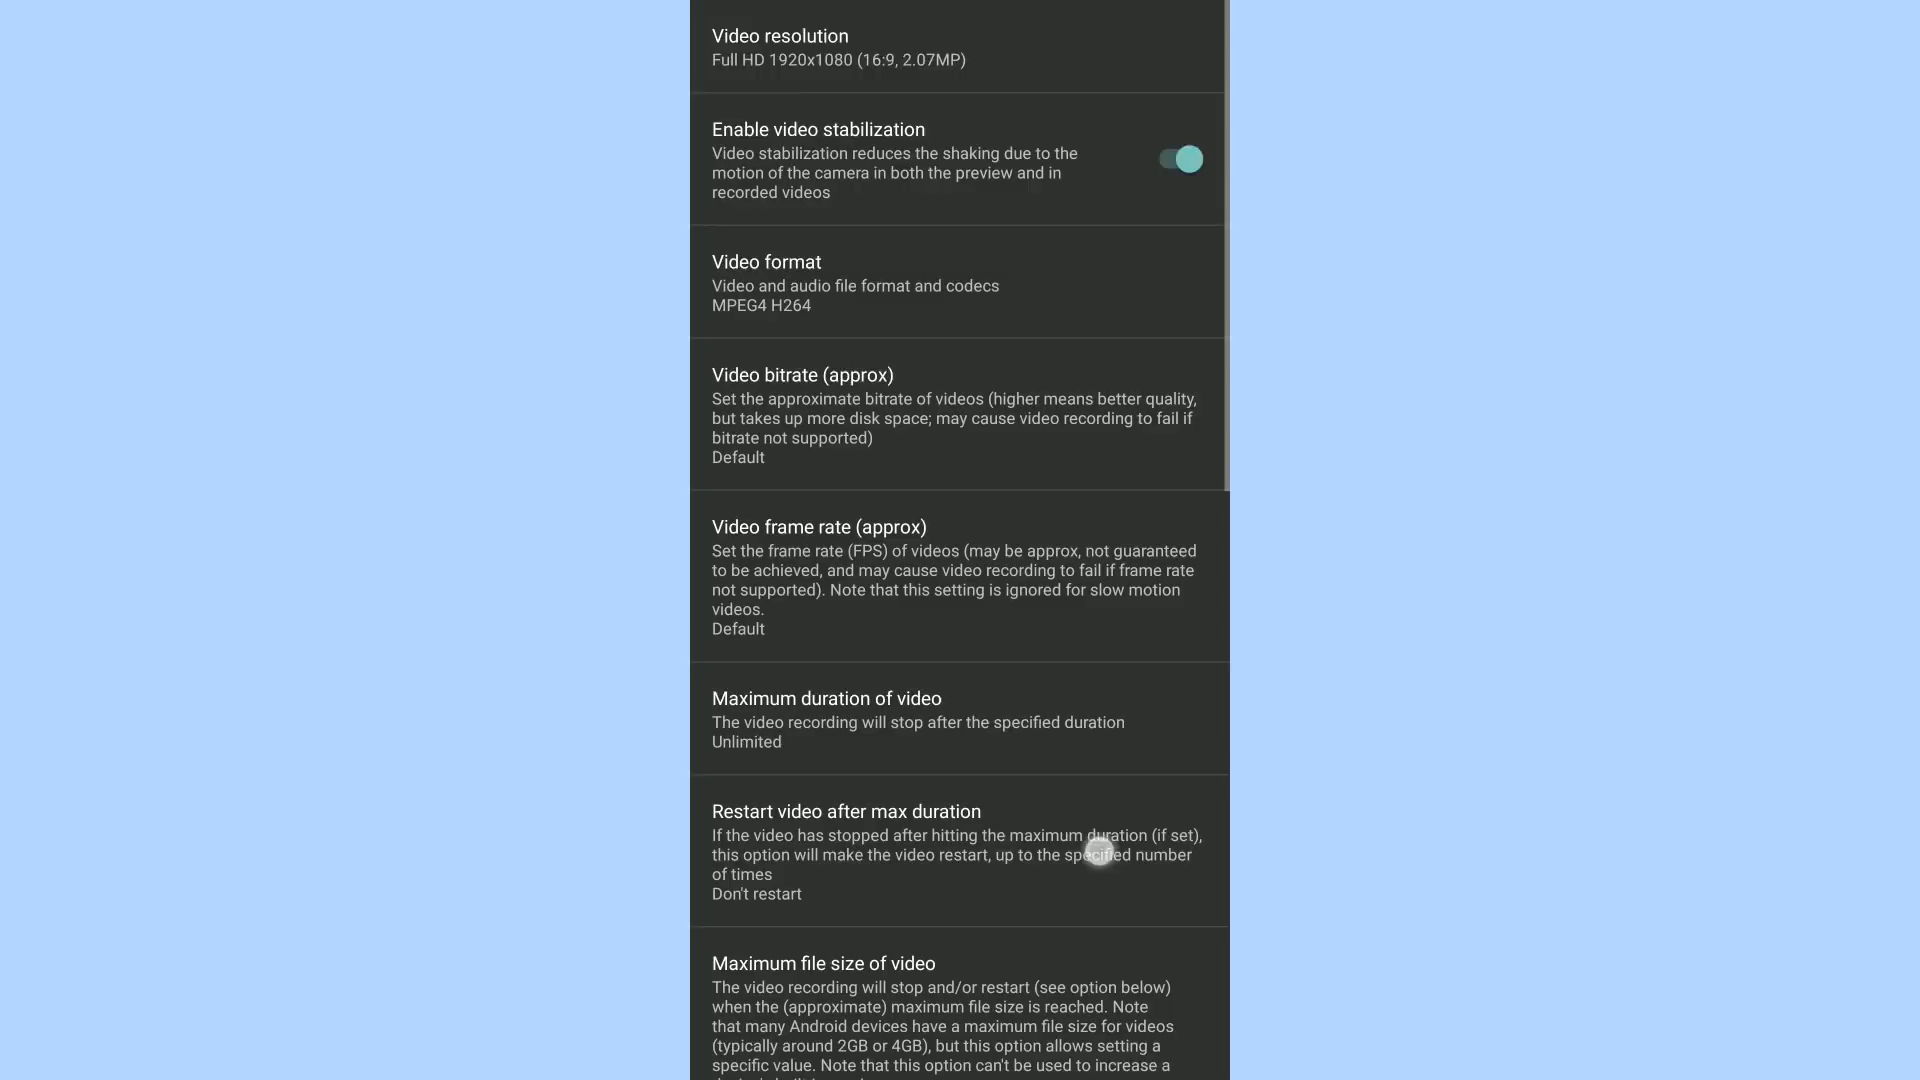 Video resolution
Full HD 1920x1080 (16:9, 2.07MP)
Enable video stabilization
Video stabilization reduces the shaking due to the
motion of the camera in both the preview and in
recorded videos
Video format
Video and audio file format and codecs
MPEG4 H264
Video bitrate (approx)
Set the approximate bitrate of videos (higher means better quality,
but takes up more disk space; may cause video recording to fail if
bitrate not supported)
Default
Video frame rate (approx)
Set the frame rate (FPS) of videos (may be approx, not guaranteed
to be achieved, and may cause video recording to fail if frame rate
not supported). Note that this setting is ignored for slow motion
videos.
Default
Maximum duration of video
The video recording will stop after the specified duration
Unlimited
Restart video after max duration
If the video has stopped after hitting the maximum duration (if set),
this option will make the video restart, up to the specified number
of times
Don't restart
Maximum file size of video
The video recording will stop and/or restart (see option below)
when the (approximate) maximum file size is reached. Note
that many Android devices have a maximum file size for videos
(typically around 2GB or 4GB), but this option allows setting a
specific value. Note that this option can't be used to increase a